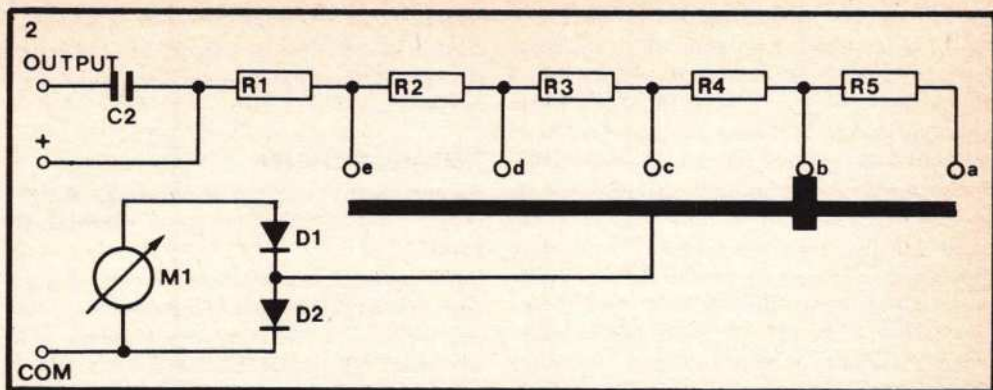 2
OUTPUT
C2
R1 R2 R3 R4 R5
+
e d c b a
D1
M1
D2
COM